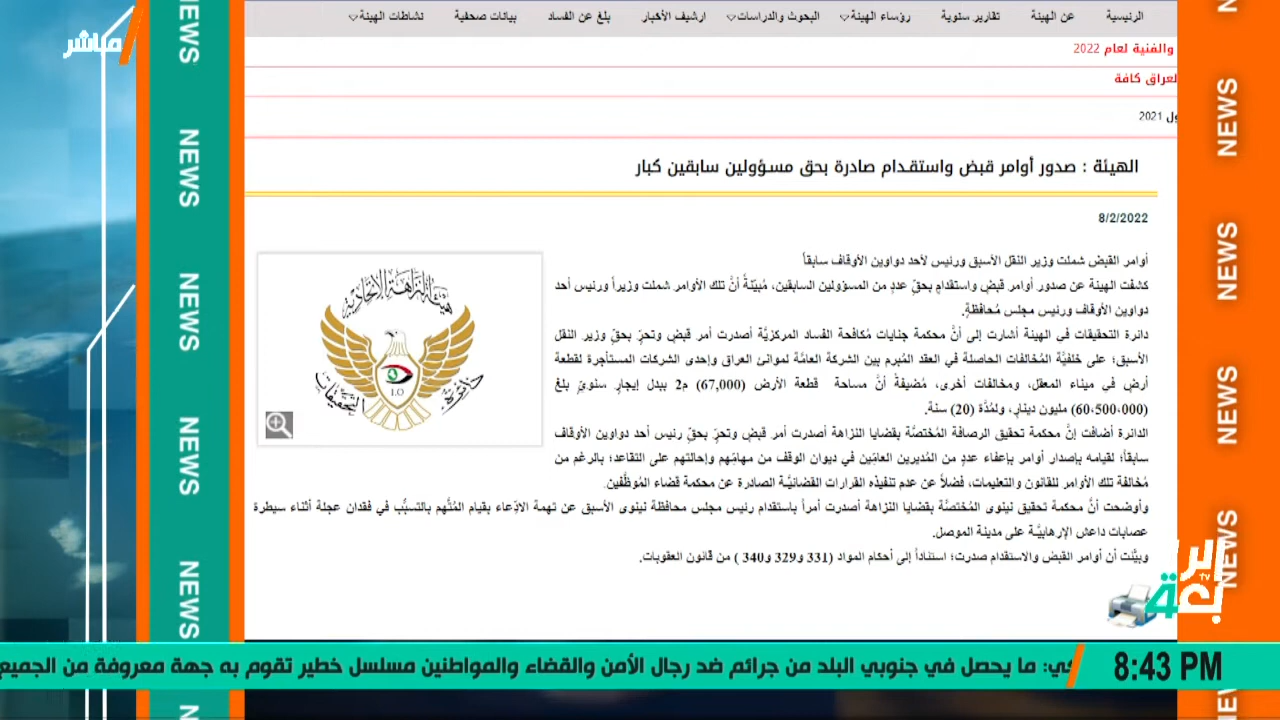 مباشر
الرئيسية
عن الهيئة
تقارير سنوية
رؤساء الهيئة
البحوث والدراسات
ارشيف الأخبار
بلغ عن الفساد
بيانات صحفية
نشاطات الهيئة
والفنية لعام 2022
لعراق كافة
ول 2021
الهيئة : صدور أوامر قبض واستقـدام صادرة بحق مسؤولين سابقين كبار
8/2/2022
أوامر القبض شملت وزير النقل الأسبق ورئيس لأحد دواوين الأوقاف سابقاً
كشفت الهيئة عن صدور أوامر قبضٍ واستقدامٍ بحقِّ عددٍ من المسؤولين السابقين، مُبيّنةً أنَّ تلك الأوامر شملت وزيراً ورئيس أحد
دواوين الأوقاف ورئيس مجلس مُحافظةٍ.
دائرة التحقيقات في الهيئة أشارت إلى أنَّ محكمة جنايات مُكافحة الفساد المركزيَّة أصدرت أمر قبضٍ وتحرٍّ بحقِّ وزير النقل
الأسبق؛ على خلفيَّة المُخالفات الحاصلة في العقد المُبرم بين الشركة العامَّة لموانئ العراق وإحدى الشركات المستأجرة لقطعة
أرضٍ في ميناء المعقل، ومخالفات أخرى، مُضيفةً أنَّ مساحة قطعة الأرض (67,000) م2 ببدل إيجارٍ سنويٍّ بلغ
(60،500،000) مليون دينارٍ، ولمُدَّة (20) سنة.
الدائرة أضافت إنَّ محكمة تحقيق الرصافة المُختصَّة بقضايا النزاهة أصدرت أمر قبضٍ وتحرٍّ بحقِّ رئيس أحد دواوين الأوقاف
سابقاً؛ لقيامه بإصدار أوامر بإعفاء عددٍ من المُديرين العامِّين في ديوان الوقف من مهامِّهم وإحالتهم على التقاعد؛ بالرغم من
مُخالفة تلك الأوامر للقانون والتعليمات، فضلاً عن عدم تنفيذه القرارات القضائيَّـة الصادرة عن محكمة قضاء المُوظَّفين.
وأوضحت أنَّ محكمة تحقيق نينوى المُختصَّة بقضايا النزاهة أصدرت أمراً باستقدام رئيس مجلس محافظة نينوى الأسبق عن تهمة الادِّعاء بقيام المُتَّهم بالتسبُّب في فقدان عجلة أثناء سيطرة
عصابات داعش الإرهابيَّـة على مدينة الموصل.
وبيَّنت أن أوامر القبض والاستقدام صدرت؛ استناداً إلى أحكام المواد (331 و329 و340 ) من قانون العقوبات.
هيئة النزاهة الاتحادية
I.O
دائرة التحقيقات
NEWS
NEWS
NEWS
NEWS
NEWS
NEWS
NEWS
NEWS
NEWS
الرابعة
tv
في: ما يحصل في جنوبي البلد من جرائم ضد رجال الأمن والقضاء والمواطنين مسلسل خطير تقوم به جهة معروفة من الجميع
8:43 PM